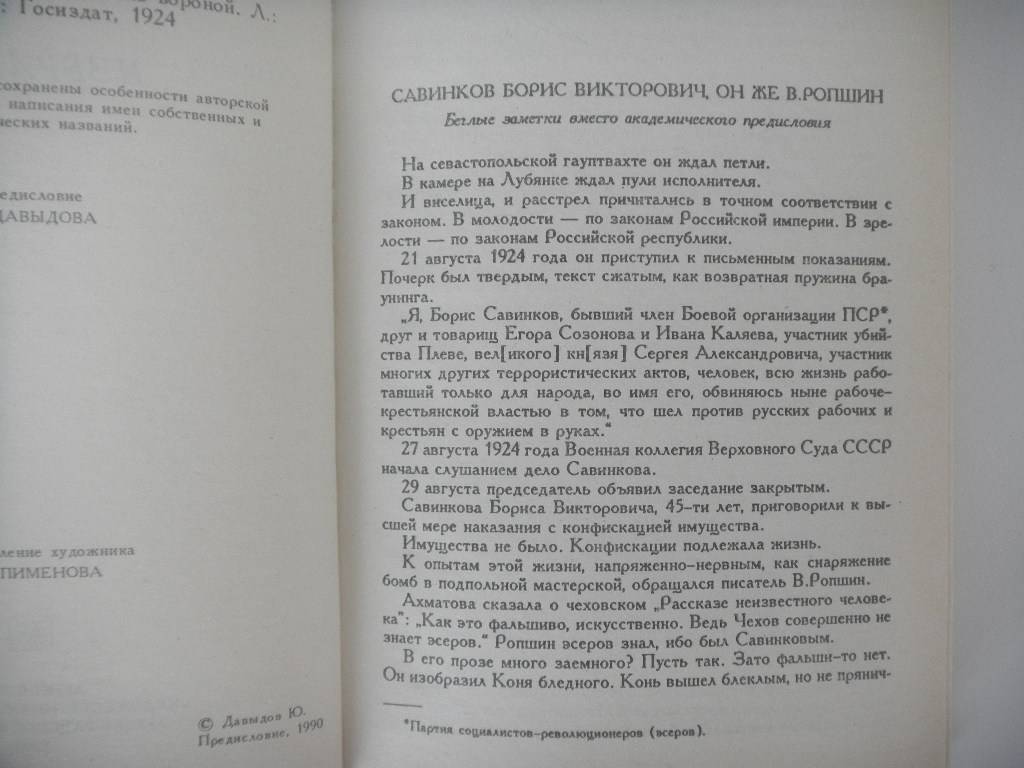 вороной. Л.:
: Госиздат, 1924
сохранены особенности авторской
написания имен собственных и
ческих названий.
едисловие
ДАВЫДОВА
ление художника
ПИМЕНОВА
© Давыдов Ю.
Предисловие, 1990
САВИНКОВ БОРИС ВИКТОРОВИЧ, ОН ЖЕ В.РОПШИН
Беглые заметки вместо академического предисловия
На севастопольской гауптвахте он ждал петли.
В камере на Лубянке ждал пули исполнителя.
И виселица, и расстрел причитались в точном соответствии с
законом. В молодости — по законам Российской империи. В зре-
лости — по законам Российской республики.
21 августа 1924 года он приступил к письменным показаниям.
Почерк был твердым, текст сжатым, как возвратная пружина бра-
унинга.
„Я, Борис Савинков, бывший член Боевой организации ПСР*,
друг и товарищ Егора Созонова и Ивана Каляева, участник убий-
ства Плеве, вел[икого] кн[язя] Сергея Александровича, участник
многих других террористических актов, человек, всю жизнь рабо-
тавший только для народа, во имя его, обвиняюсь ныне рабоче-
крестьянской властью в том, что шел против русских рабочих и
крестьян с оружием в руках.“
27 августа 1924 года Военная коллегия Верховного Суда СССР
начала слушанием дело Савинкова.
29 августа председатель объявил заседание закрытым.
Савинкова Бориса Викторовича, 45-ти лет, приговорили к вы-
сшей мере наказания с конфискацией имущества.
Имущества не было. Конфискации подлежала жизнь.
К опытам этой жизни, напряженно-нервным, как снаряжение
бомб в подпольной мастерской, обращался писатель В.Ропшин.
Ахматова сказала о чеховском „Рассказе неизвестного челове-
ка“: „Как это фальшиво, искусственно. Ведь Чехов совершенно не
знает эсеров.“ Ропшин эсеров знал, ибо был Савинковым.
В его прозе много заемного? Пусть так. Зато фальши-то нет.
Он изобразил Коня бледного. Конь вышел блеклым, но не прянич-
*Партия социалистов-революционеров (эсеров).